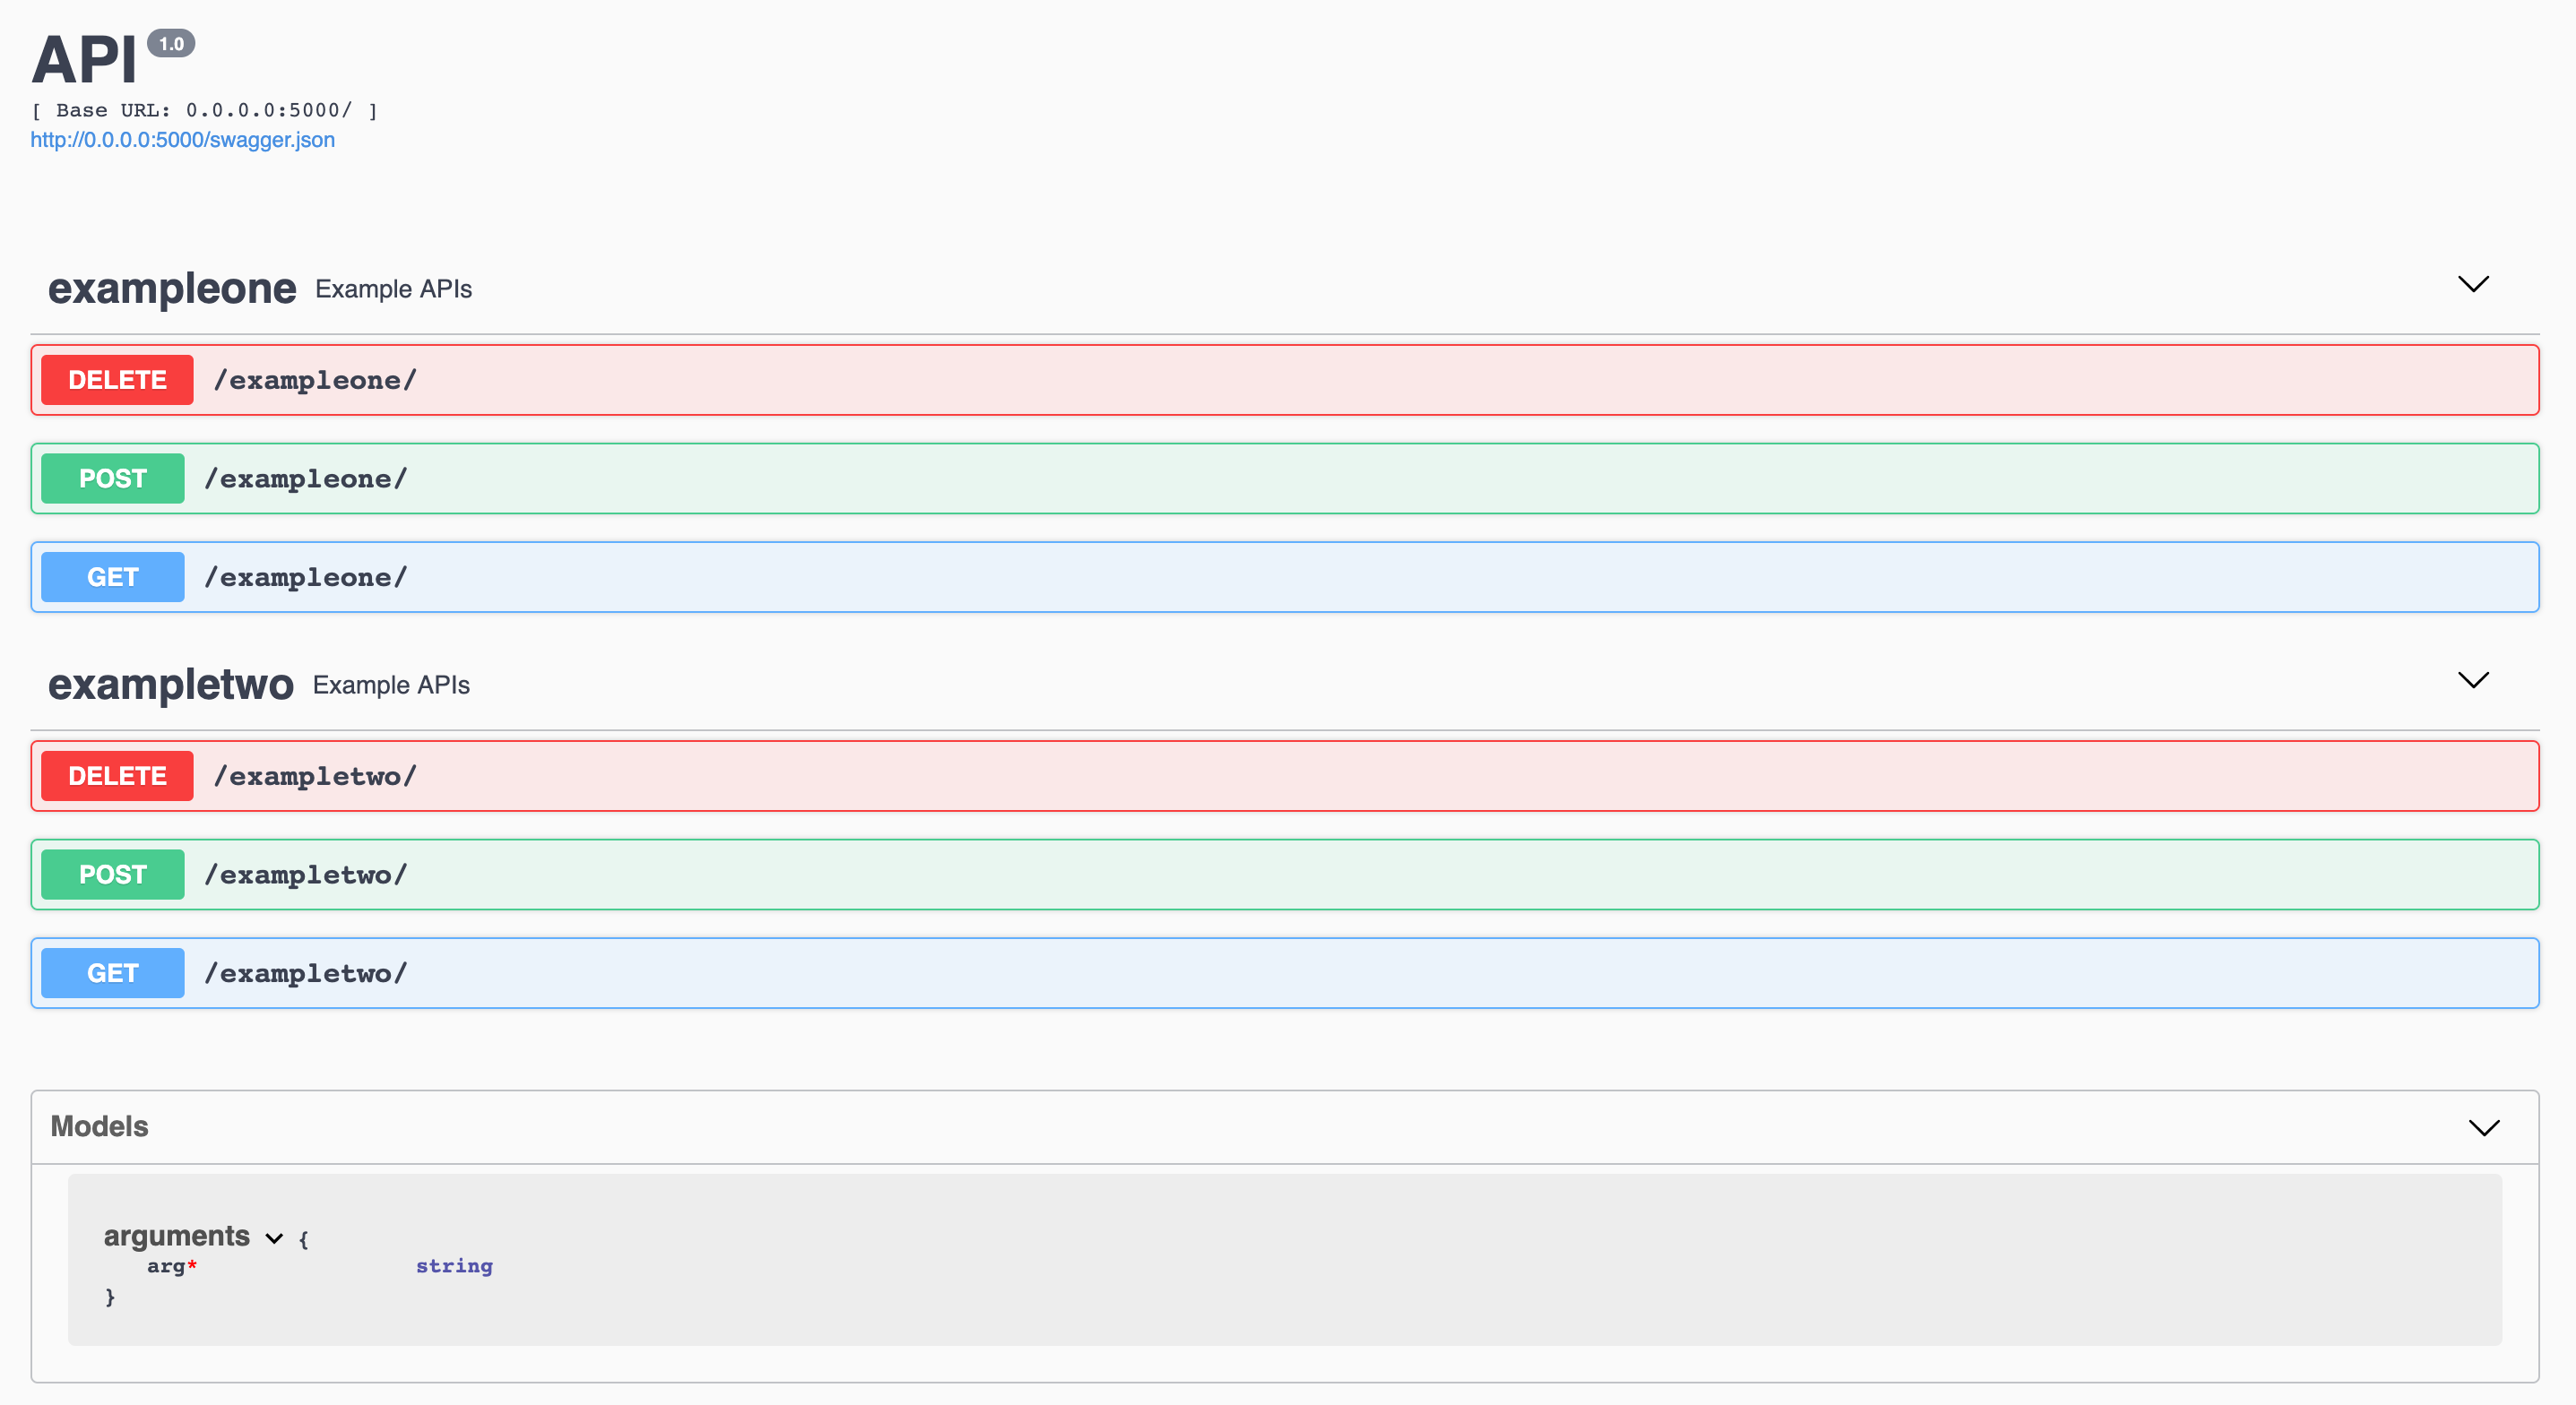 API 1.0
[ Base URL: 0.0.0.0:5000/ ]
http://0.0.0.0:5000/swagger.json
exampleone Example APIs
DELETE /exampleone/
POST /exampleone/
GET /exampleone/
exampletwo Example APIs
DELETE /exampletwo/
POST /exampletwo/
GET /exampletwo/
Models
arguments {
arg* string
}